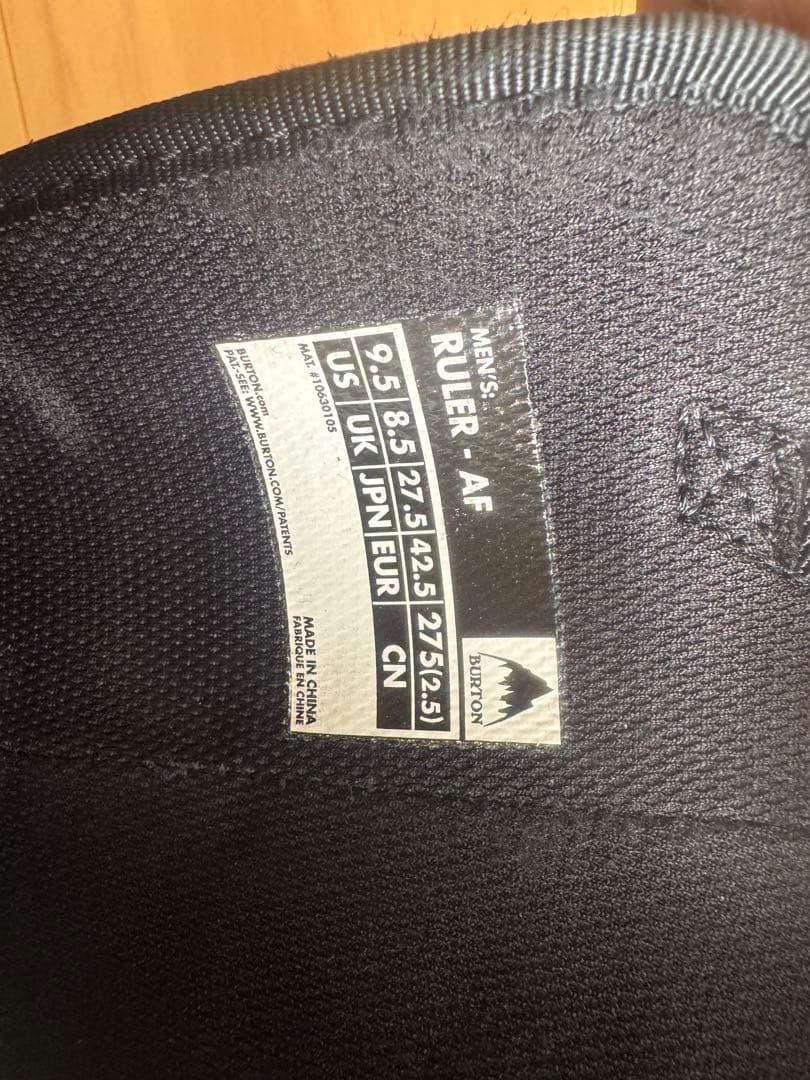 MEN'S:
RULER - AF
BURTON
9.5 8.5 27.5 42.5 275(2.5)
US UK JPN EUR CN
MAT. #10630105
MADE IN CHINA
FABRIQUE EN CHINE
BURTON.com
PAT.-SEE: WWW.BURTON.COM/PATENTS